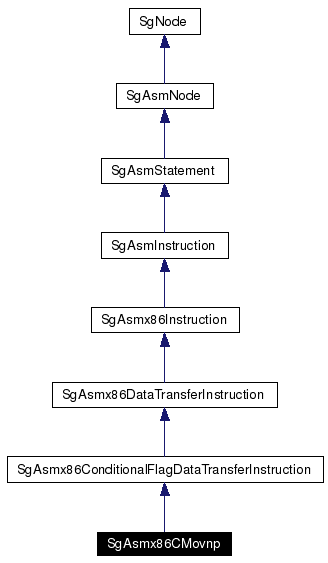 SgNode
SgAsmNode
SgAsmStatement
SgAsmInstruction
SgAsmx86Instruction
SgAsmx86DataTransferInstruction
SgAsmx86ConditionalFlagDataTransferInstruction
SgAsmx86CMovnp